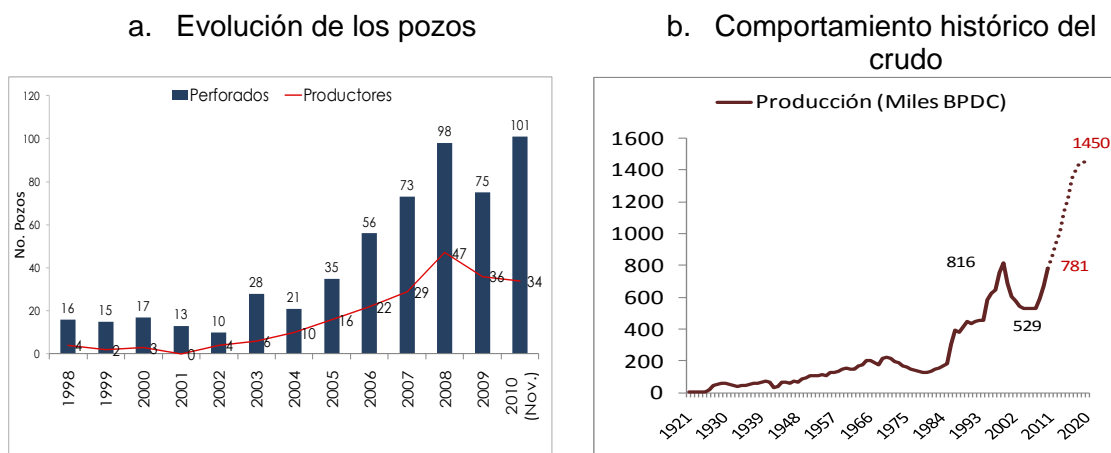 a. Evolución de los pozos
Perforados Productores
No. Pozos
120
100
80
60
40
20
0
16 15 17 13 10 28 21 35 56 73 98 75 101
4 2 3 0 4 6 10 16 22 29 47 36 34
1998 1999 2000 2001 2002 2003 2004 2005 2006 2007 2008 2009 2010 (Nov.)
b. Comportamiento histórico del
crudo
Producción (Miles BPDC)
1600
1400
1200
1000
800
600
400
200
0
1450
816
781
529
1921 1930 1939 1948 1957 1966 1975 1984 1993 2002 2011 2020